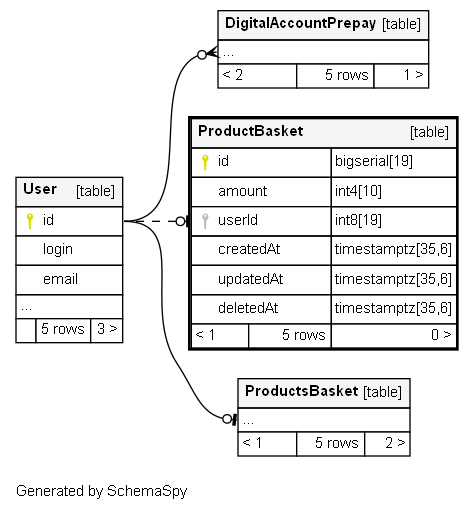 DigitalAccountPrepay [table]
...
< 2 5 rows 1 >
ProductBasket [table]
id bigserial[19]
amount int4[10]
userId int8[19]
createdAt timestamptz[35,6]
updatedAt timestamptz[35,6]
deletedAt timestamptz[35,6]
< 1 5 rows 0 >
User [table]
id
login
email
...
5 rows 3 >
ProductsBasket [table]
...
< 1 5 rows 2 >
Generated by SchemaSpy